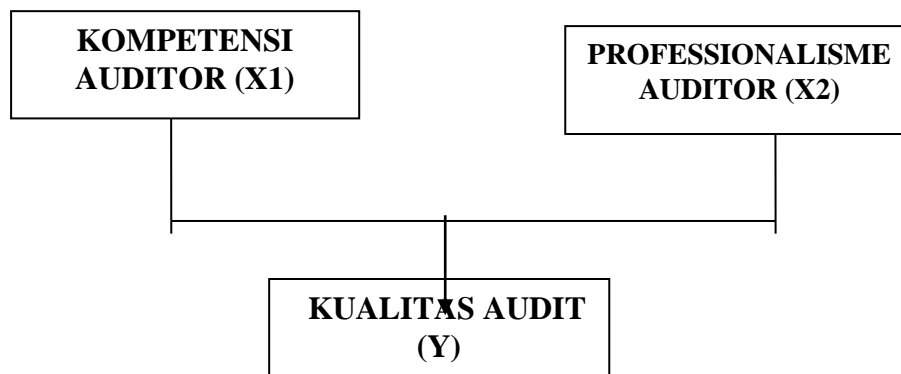 KOMPETENSI
AUDITOR (X1)
PROFESSIONALISME
AUDITOR (X2)
KUALITAS AUDIT
(Y)